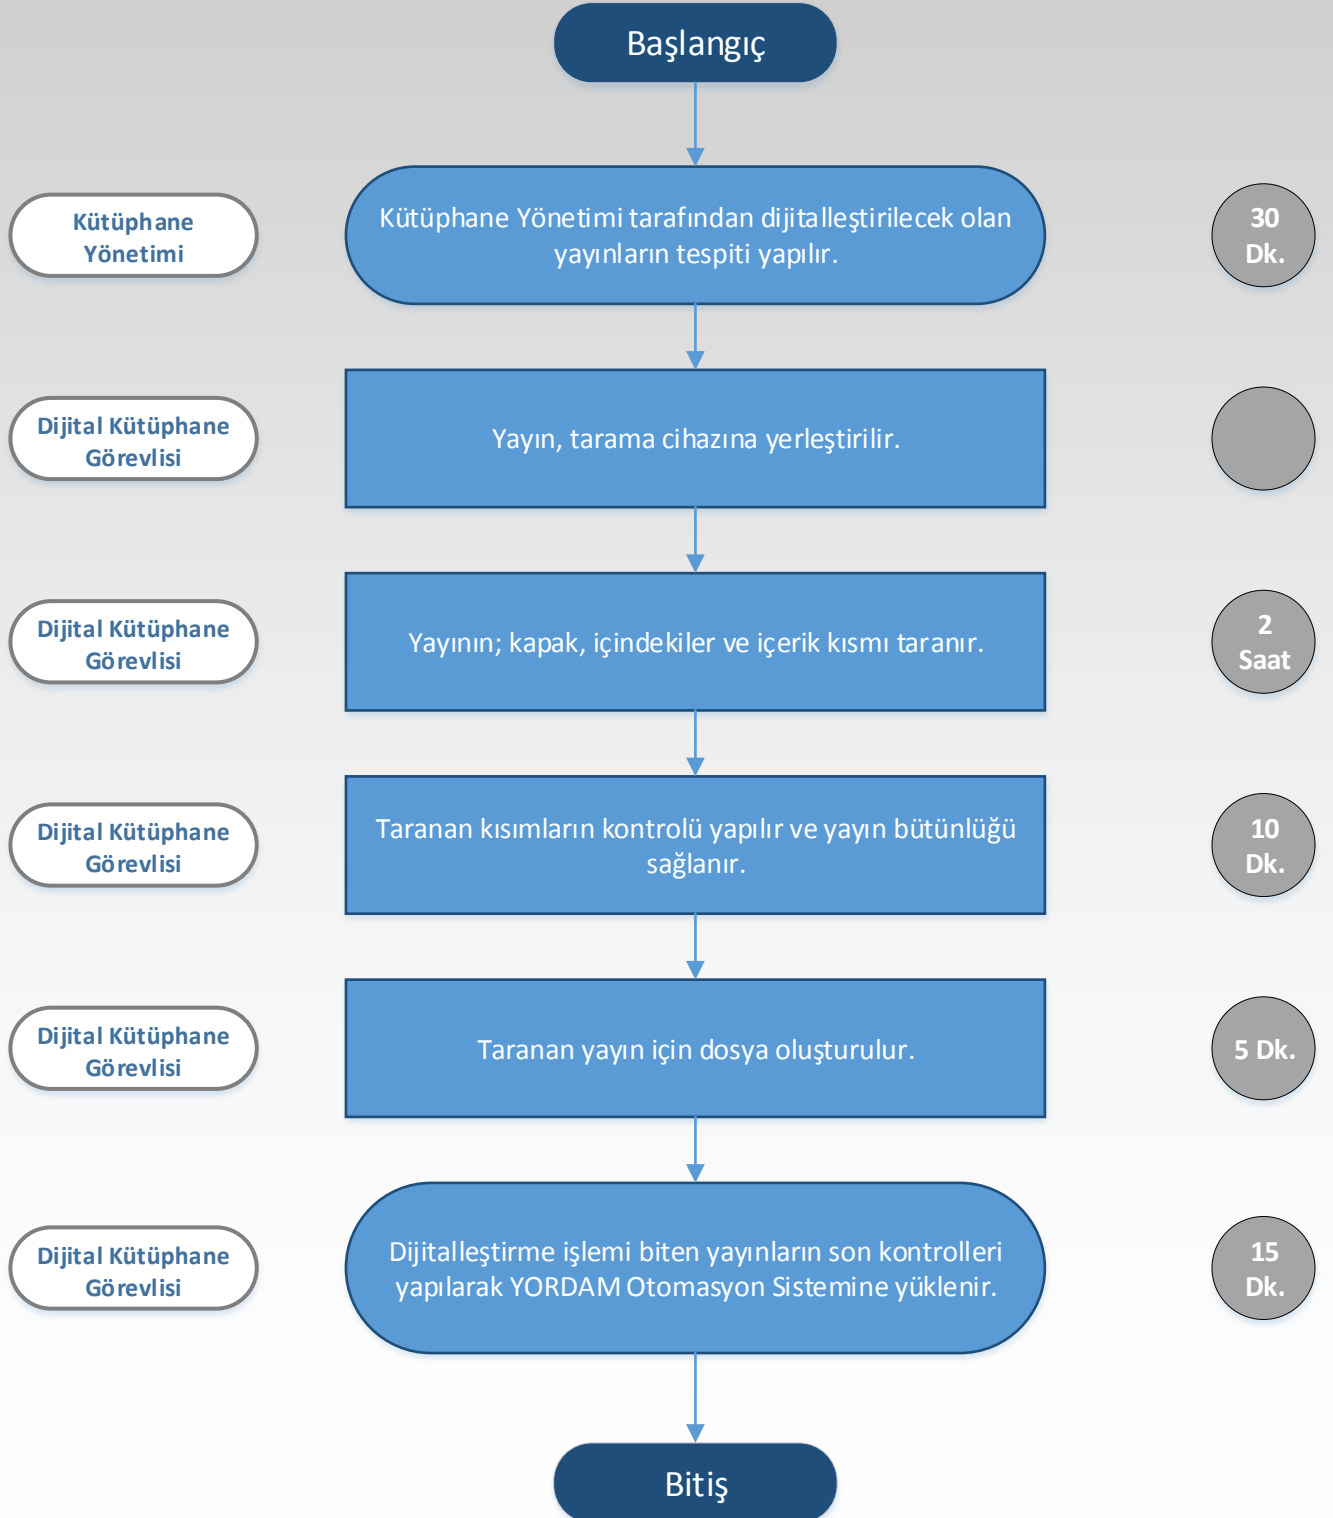 Başlangıç
Kütüphane
Yönetimi
Kütüphane Yönetimi tarafından dijitalleştirilecek olan
yayınların tespiti yapılır.
30
Dk.
Dijital Kütüphane
Görevlisi
Yayın, tarama cihazına yerleştirilir.
Dijital Kütüphane
Görevlisi
Yayının; kapak, içindekiler ve içerik kısmı taranır.
2
Saat
Dijital Kütüphane
Görevlisi
Taranan kısımların kontrolü yapılır ve yayın bütünlüğü
sağlanır.
10
Dk.
Dijital Kütüphane
Görevlisi
Taranan yayın için dosya oluşturulur.
5 Dk.
Dijital Kütüphane
Görevlisi
Dijitalleştirme işlemi biten yayınların son kontrolleri
yapılarak YORDAM Otomasyon Sistemine yüklenir.
15
Dk.
Bitiş